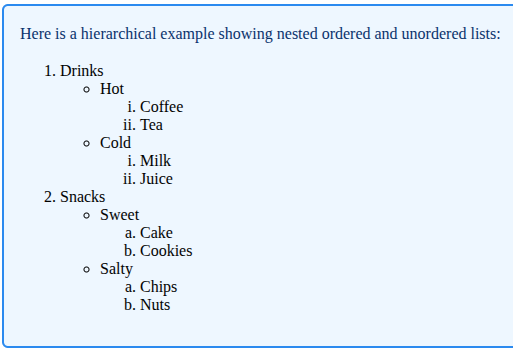 Here is a hierarchical example showing nested ordered and unordered lists:
1. Drinks
◦ Hot
i. Coffee
ii. Tea
◦ Cold
i. Milk
ii. Juice
2. Snacks
◦ Sweet
a. Cake
b. Cookies
◦ Salty
a. Chips
b. Nuts